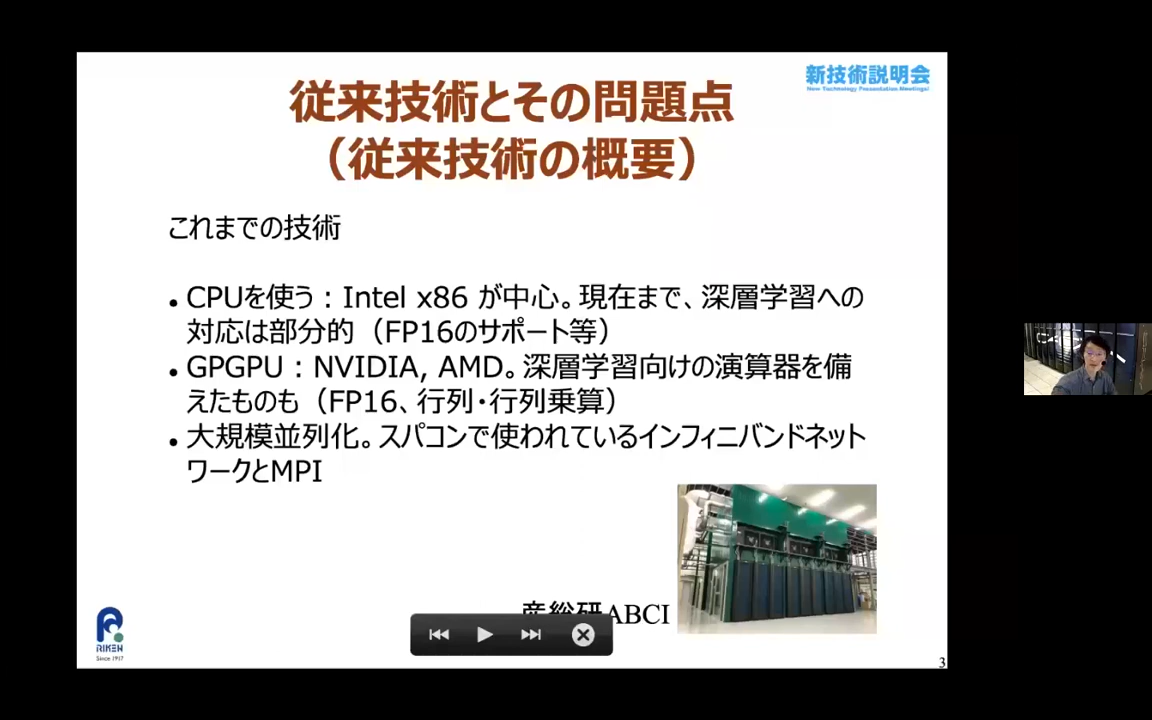 新技術説明会
New Technology Presentation Meetings!
従来技術とその問題点
（従来技術の概要）
これまでの技術
• CPUを使う：Intel x86 が中心。現在まで、深層学習への
対応は部分的（FP16のサポート等）
• GPGPU：NVIDIA, AMD。深層学習向けの演算器を備
えたものも（FP16、行列・行列乗算）
• 大規模並列化。スパコンで使われているインフィニバンドネット
ワークとMPI
産総研ABCI
RIKEN
Since 1917
3